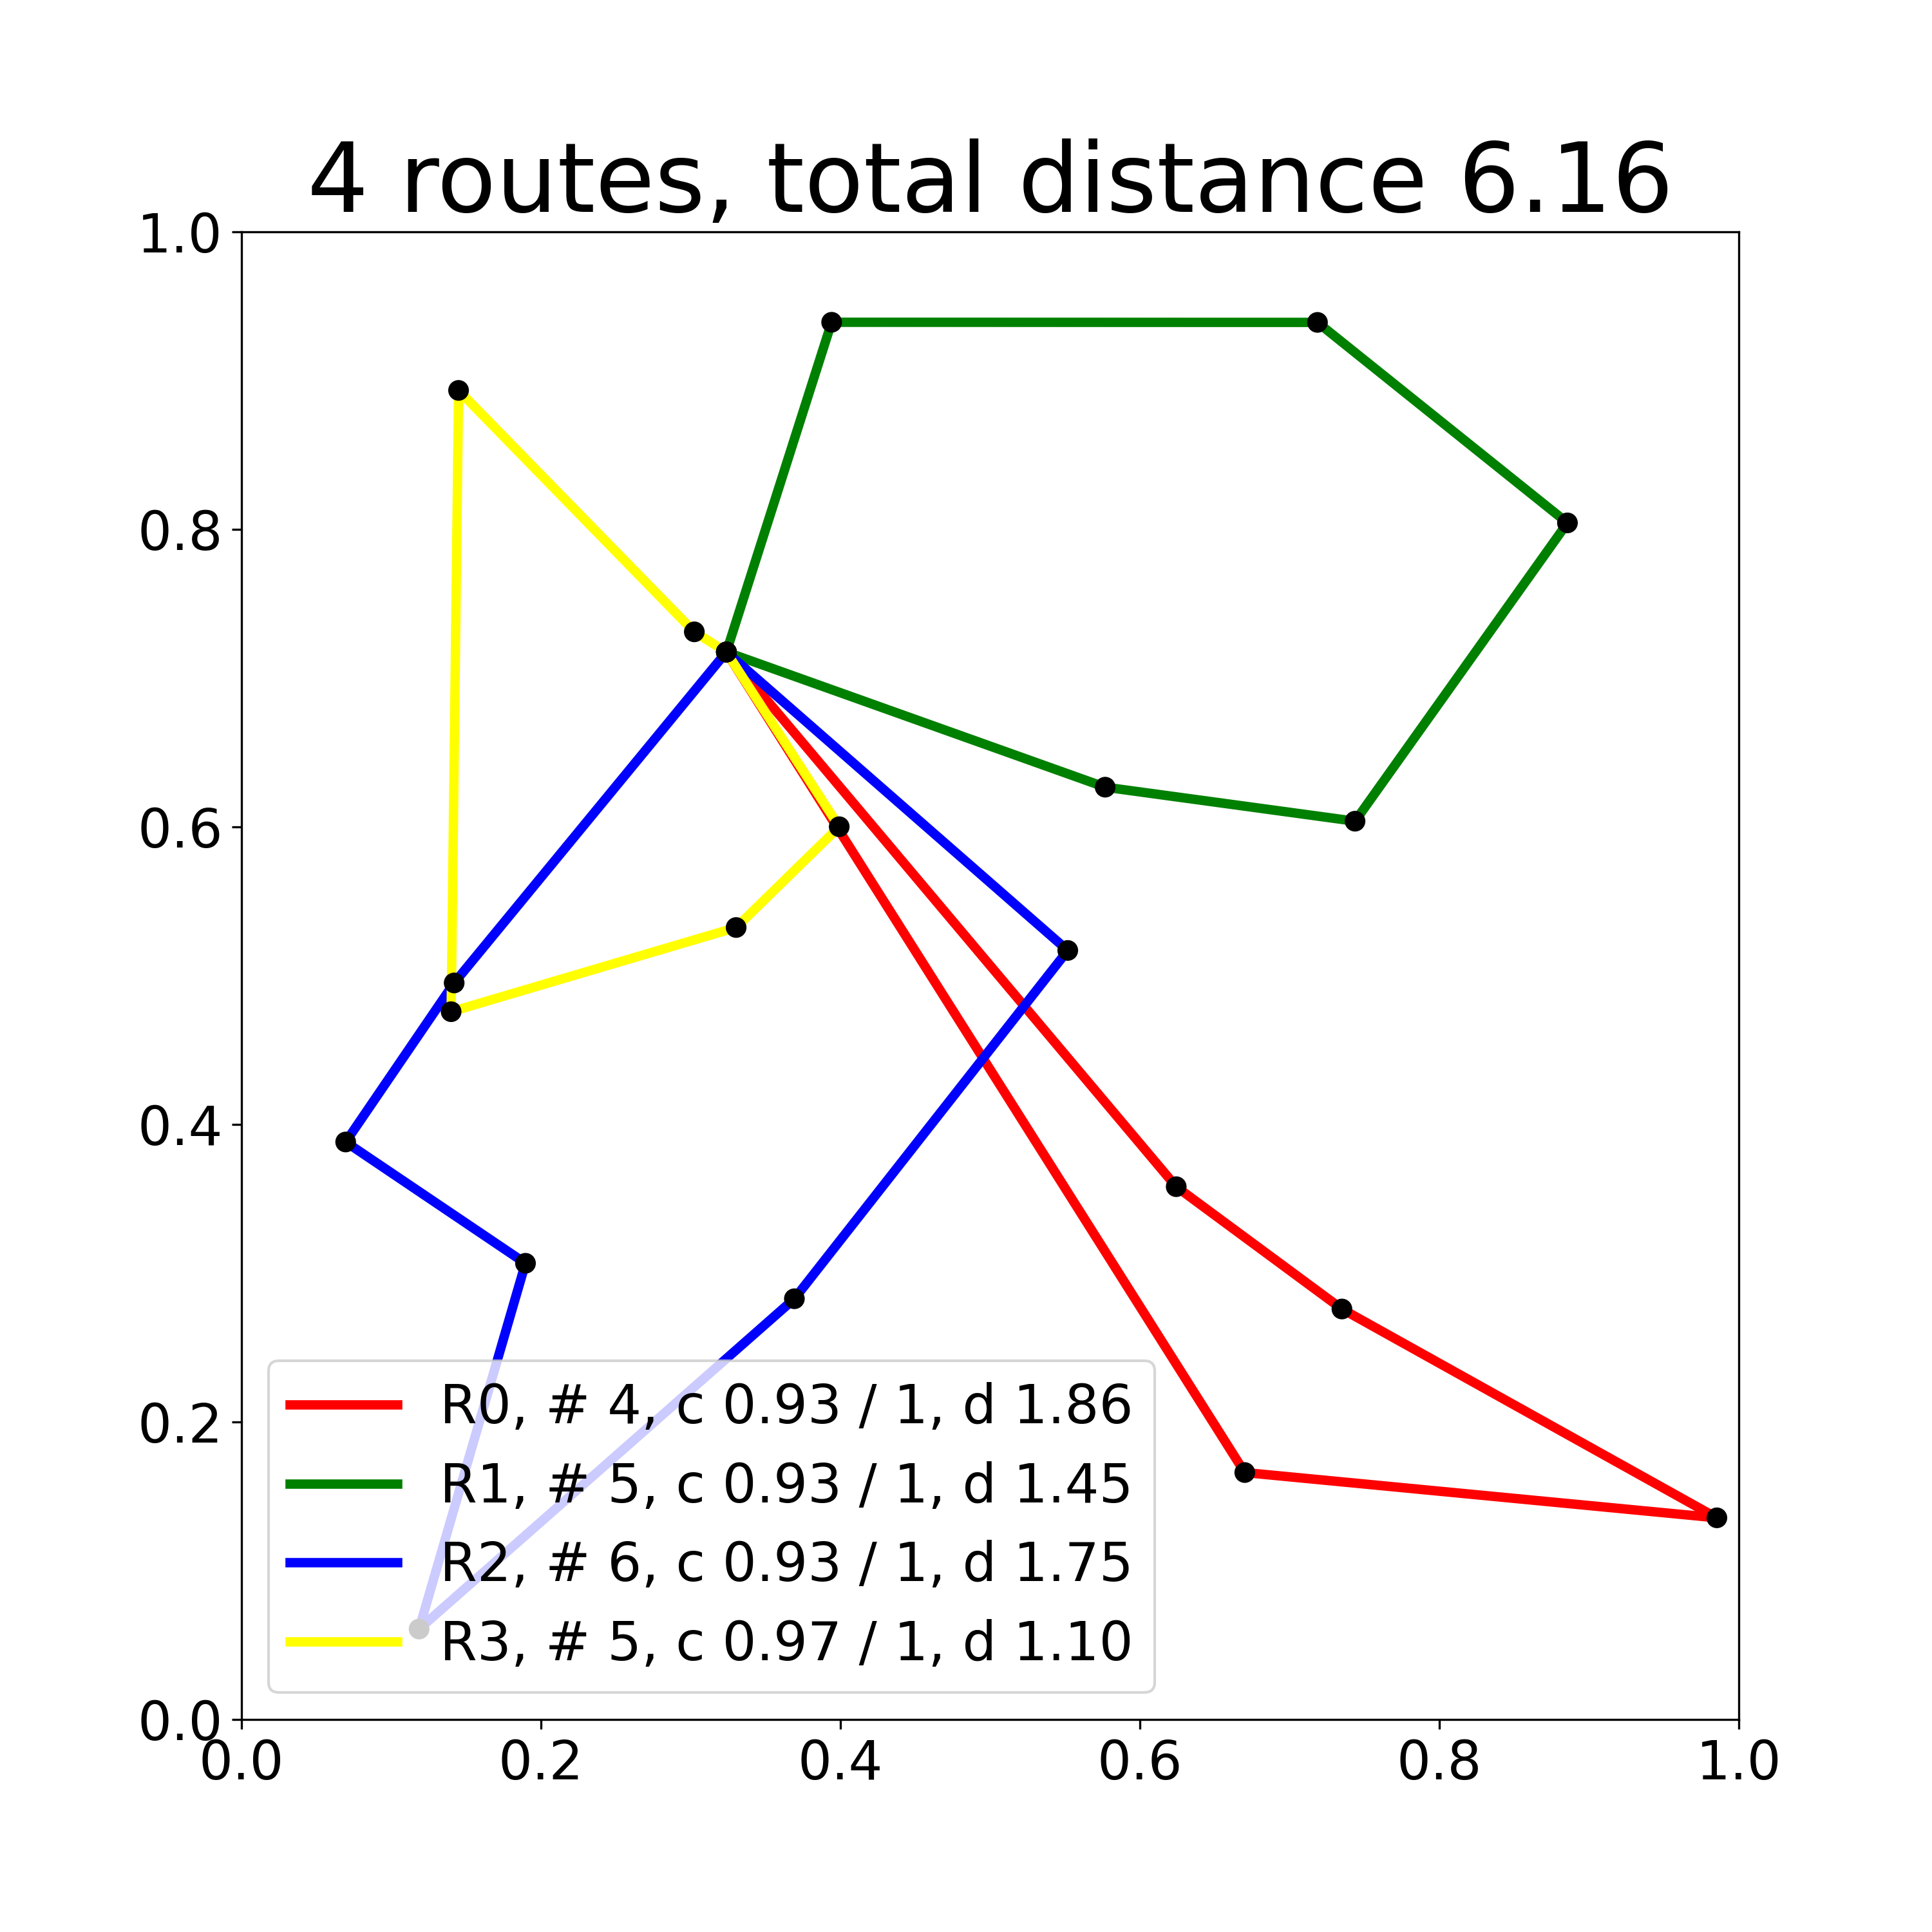 4 routes, total distance 6.16
1.0
0.8
0.6
0.4
0.2
0.0
R0, # 4, c 0.93 / 1, d 1.86
R1, # 5, c 0.93 / 1, d 1.45
R2, # 6, c 0.93 / 1, d 1.75
R3, # 5, c 0.97 / 1, d 1.10
0.0 0.2 0.4 0.6 0.8 1.0